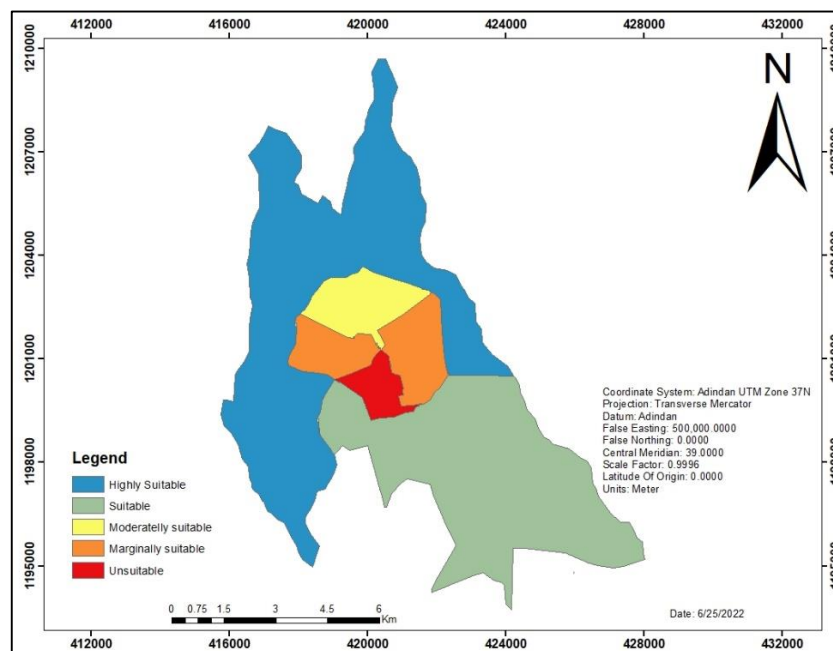 412000 416000 420000 424000 428000 432000
1210000
N
1207000
1204000
1201000
Coordinate System: Adindan UTM Zone 37N
Projection: Transverse Mercator
Datum: Adindan
False Easting: 500,000.0000
False Northing: 0.0000
Central Meridian: 39.0000
Scale Factor: 0.9996
Latitude Of Origin: 0.0000
Units: Meter
1198000
Legend
Highly Suitable
Suitable
Moderatelly suitable
Marginally suitable
Unsuitable
1195000
0 0.75 1.5 3 4.5 6
Km
Date: 6/25/2022
412000 416000 420000 424000 428000 432000